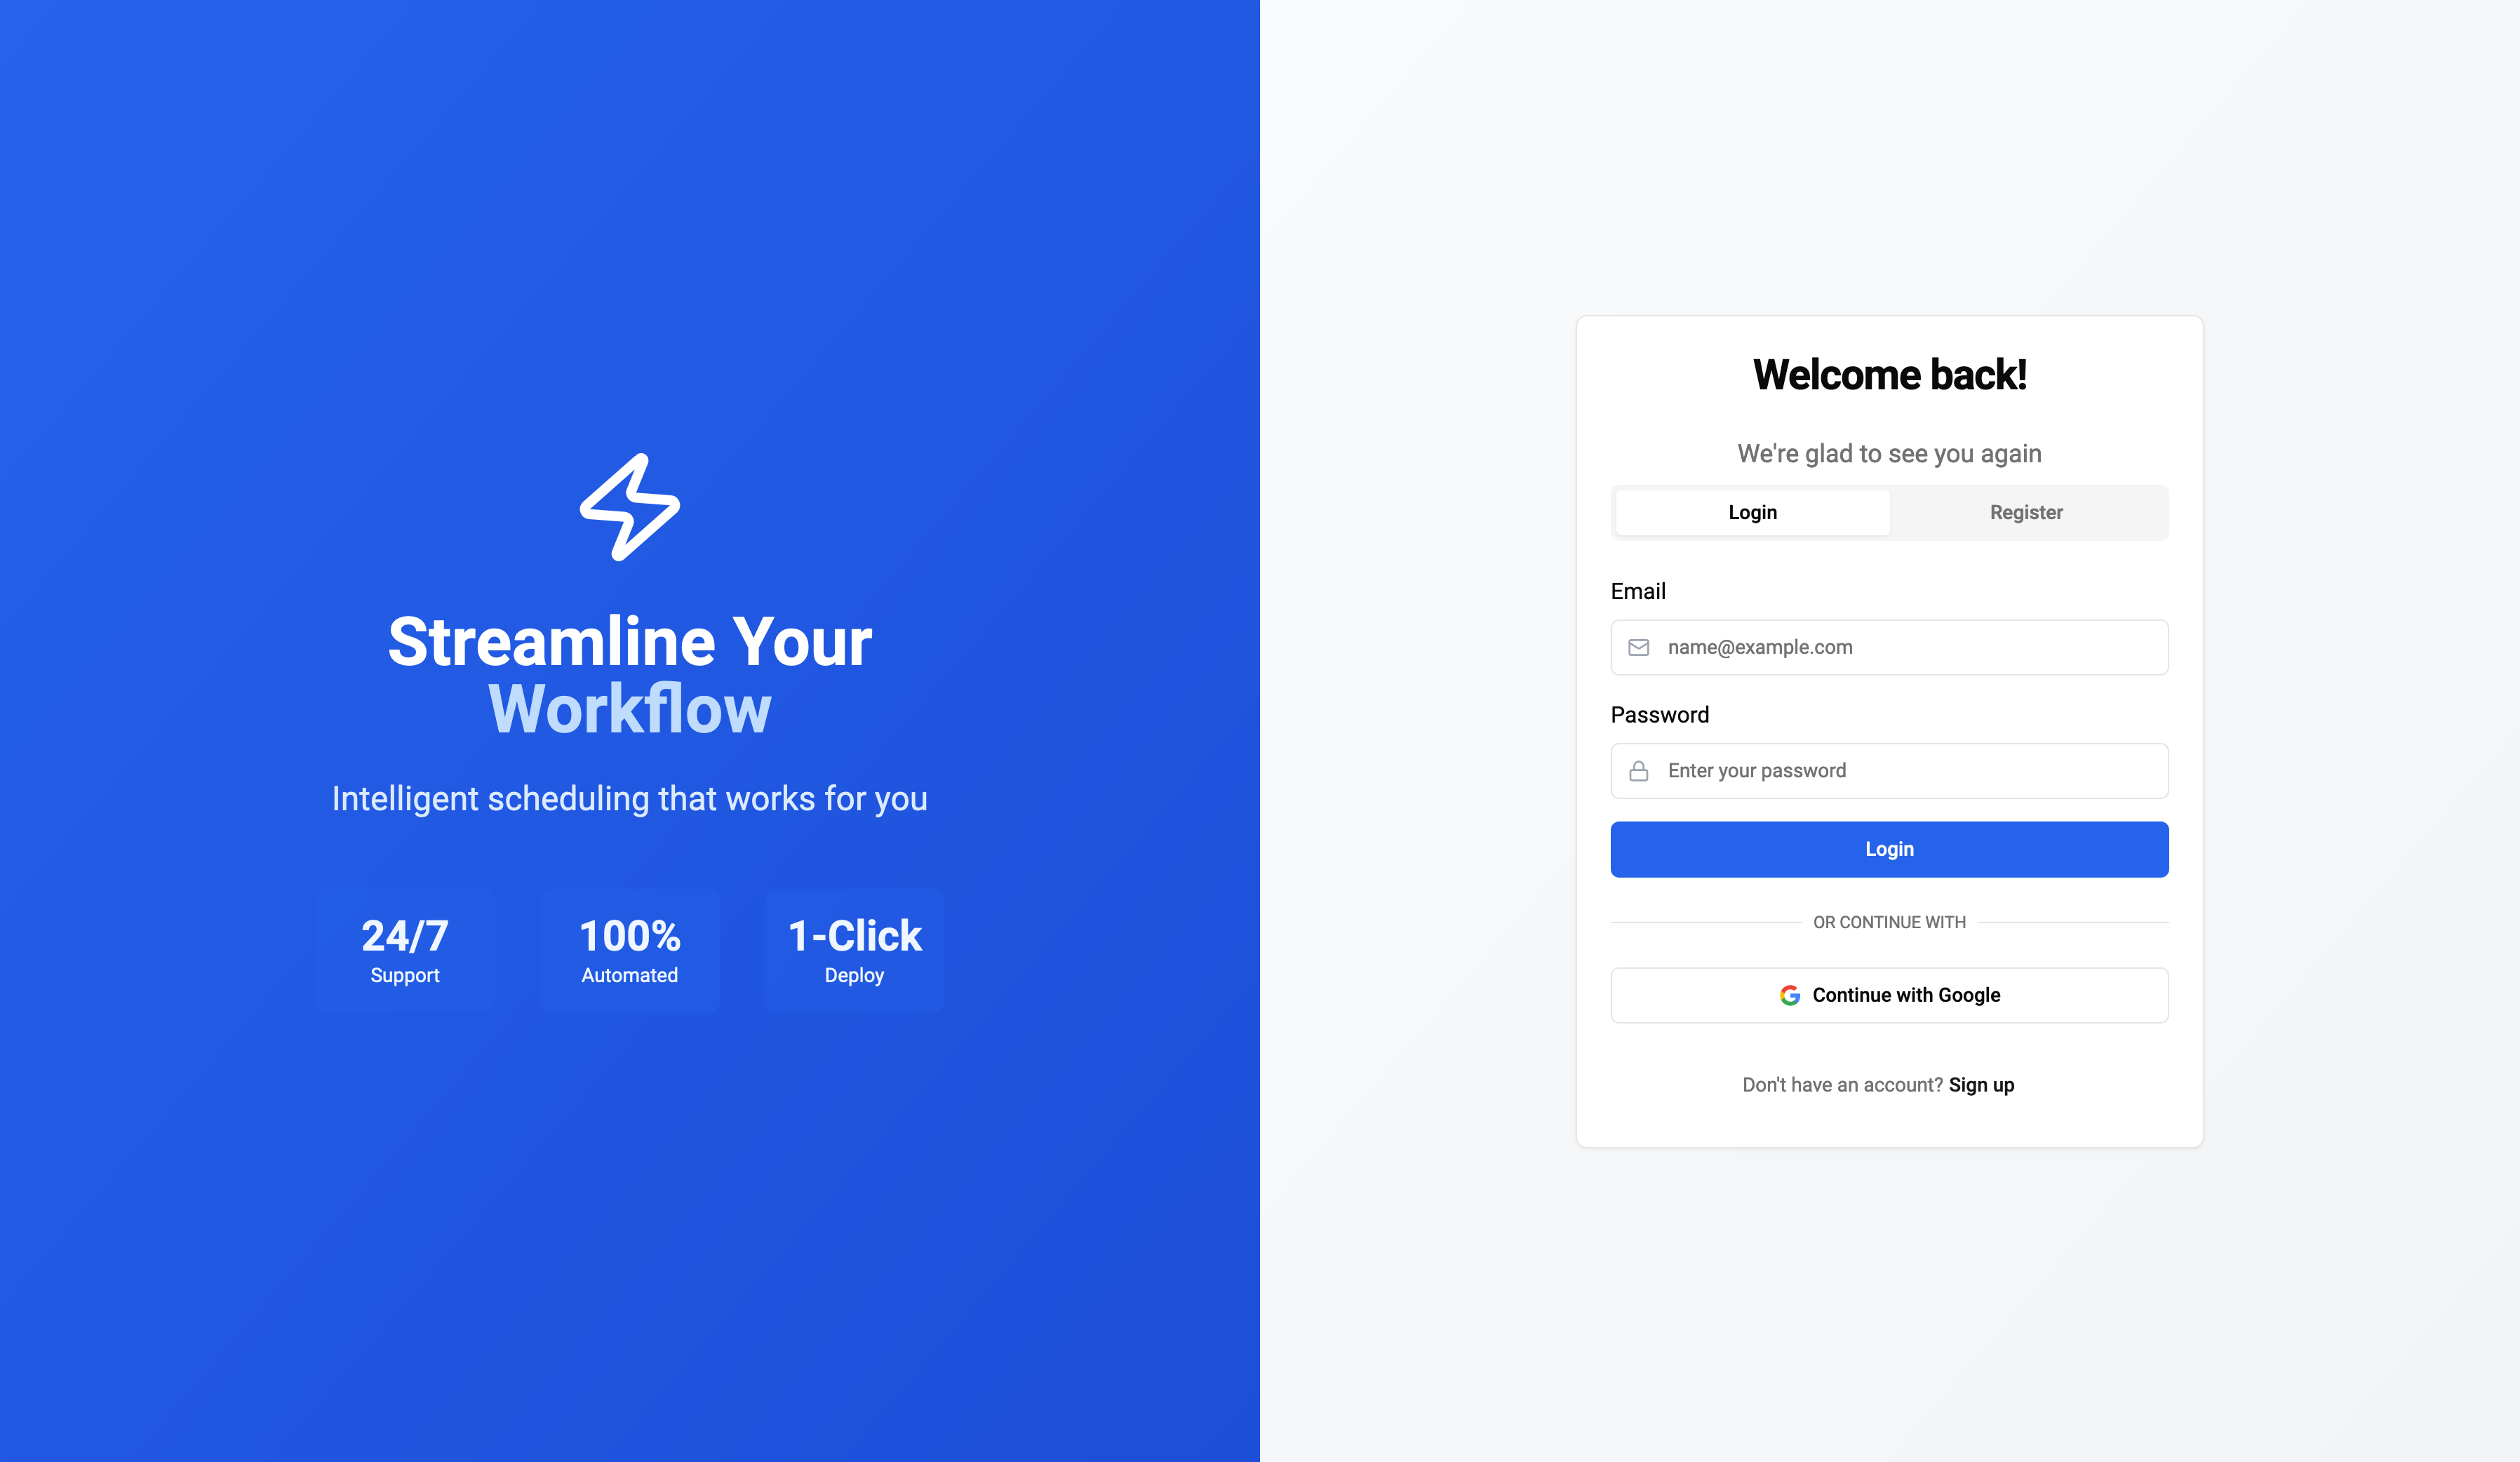 Streamline Your
Workflow
Intelligent scheduling that works for you
24/7
Support
100%
Automated
1-Click
Deploy
Welcome back!
We're glad to see you again
Login
Register
Email
name@example.com
Password
Enter your password
Login
OR CONTINUE WITH
Continue with Google
Don't have an account? Sign up